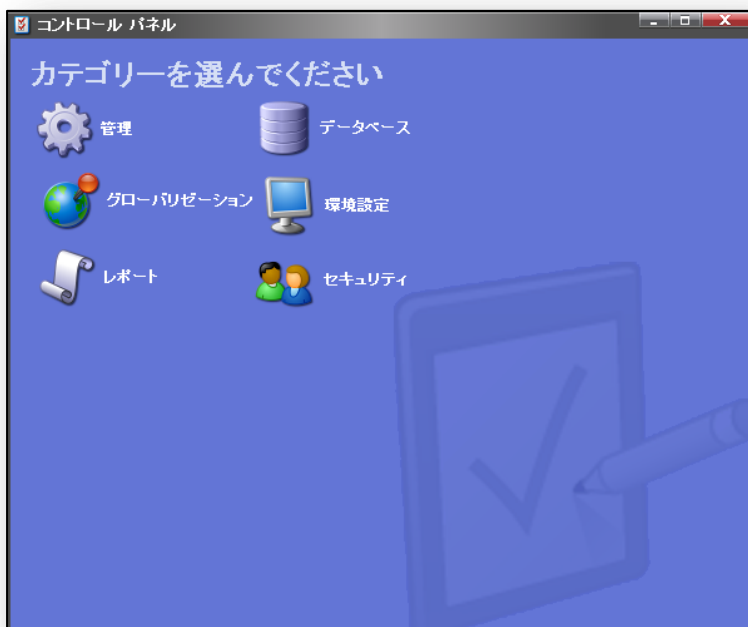 コントロール パネル
カテゴリーを選んでください
管理
データベース
グローバリゼーション
環境設定
レポート
セキュリティ